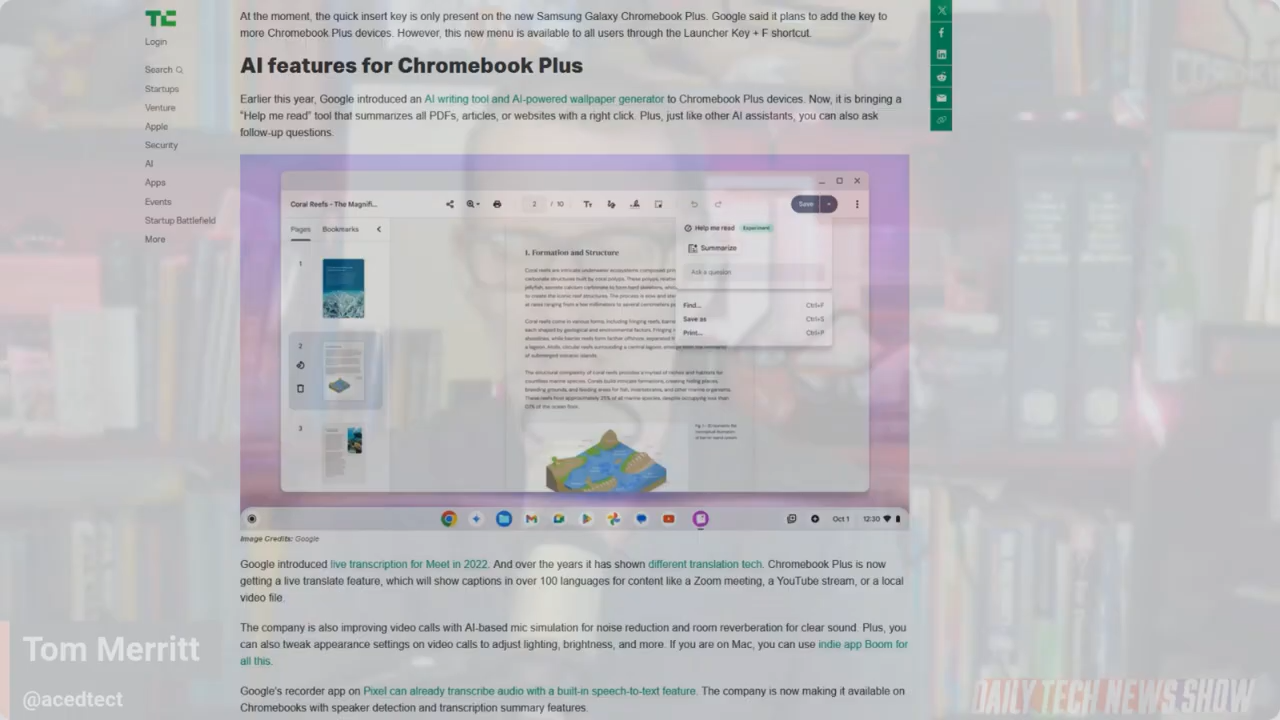 At the moment, the quick insert key is only present on the new Samsung Galaxy Chromebook Plus. Google said it plans to add the key to
more Chromebook Plus devices. However, this new menu is available to all users through the Launcher Key + F shortcut.
TC
Login
Search
Startups
Venture
Apple
Security
AI
Apps
Events
Startup Battlefield
More
AI features for Chromebook Plus
Earlier this year, Google introduced an AI writing tool and AI-powered wallpaper generator to Chromebook Plus devices. Now, it is bringing a
"Help me read" tool that summarizes all PDFs, articles, or websites with a right click. Plus, just like other AI assistants, you can also ask
follow-up questions.
Coral Reefs - The Magnifi...
2 / 10
Save
Pages Bookmarks
1
2
3
Help me read Experiment
Summarize
Ask a question
Find... Ctrl+F
Save as Ctrl+S
Print... Ctrl+P
1. Formation and Structure
Oct 1 12:30
Image Credits: Google
Google introduced live transcription for Meet in 2022. And over the years it has shown different translation tech. Chromebook Plus is now
getting a live translate feature, which will show captions in over 100 languages for content like a Zoom meeting, a YouTube stream, or a local
video file.
The company is also improving video calls with AI-based mic simulation for noise reduction and room reverberation for clear sound. Plus, you
can also tweak appearance settings on video calls to adjust lighting, brightness, and more. If you are on Mac, you can use indie app Boom for
all this.
Google's recorder app on Pixel can already transcribe audio with a built-in speech-to-text feature. The company is now making it available on
Chromebooks with speaker detection and transcription summary features.
Tom Merritt
@acedtect
DAILY TECH NEWS SHOW